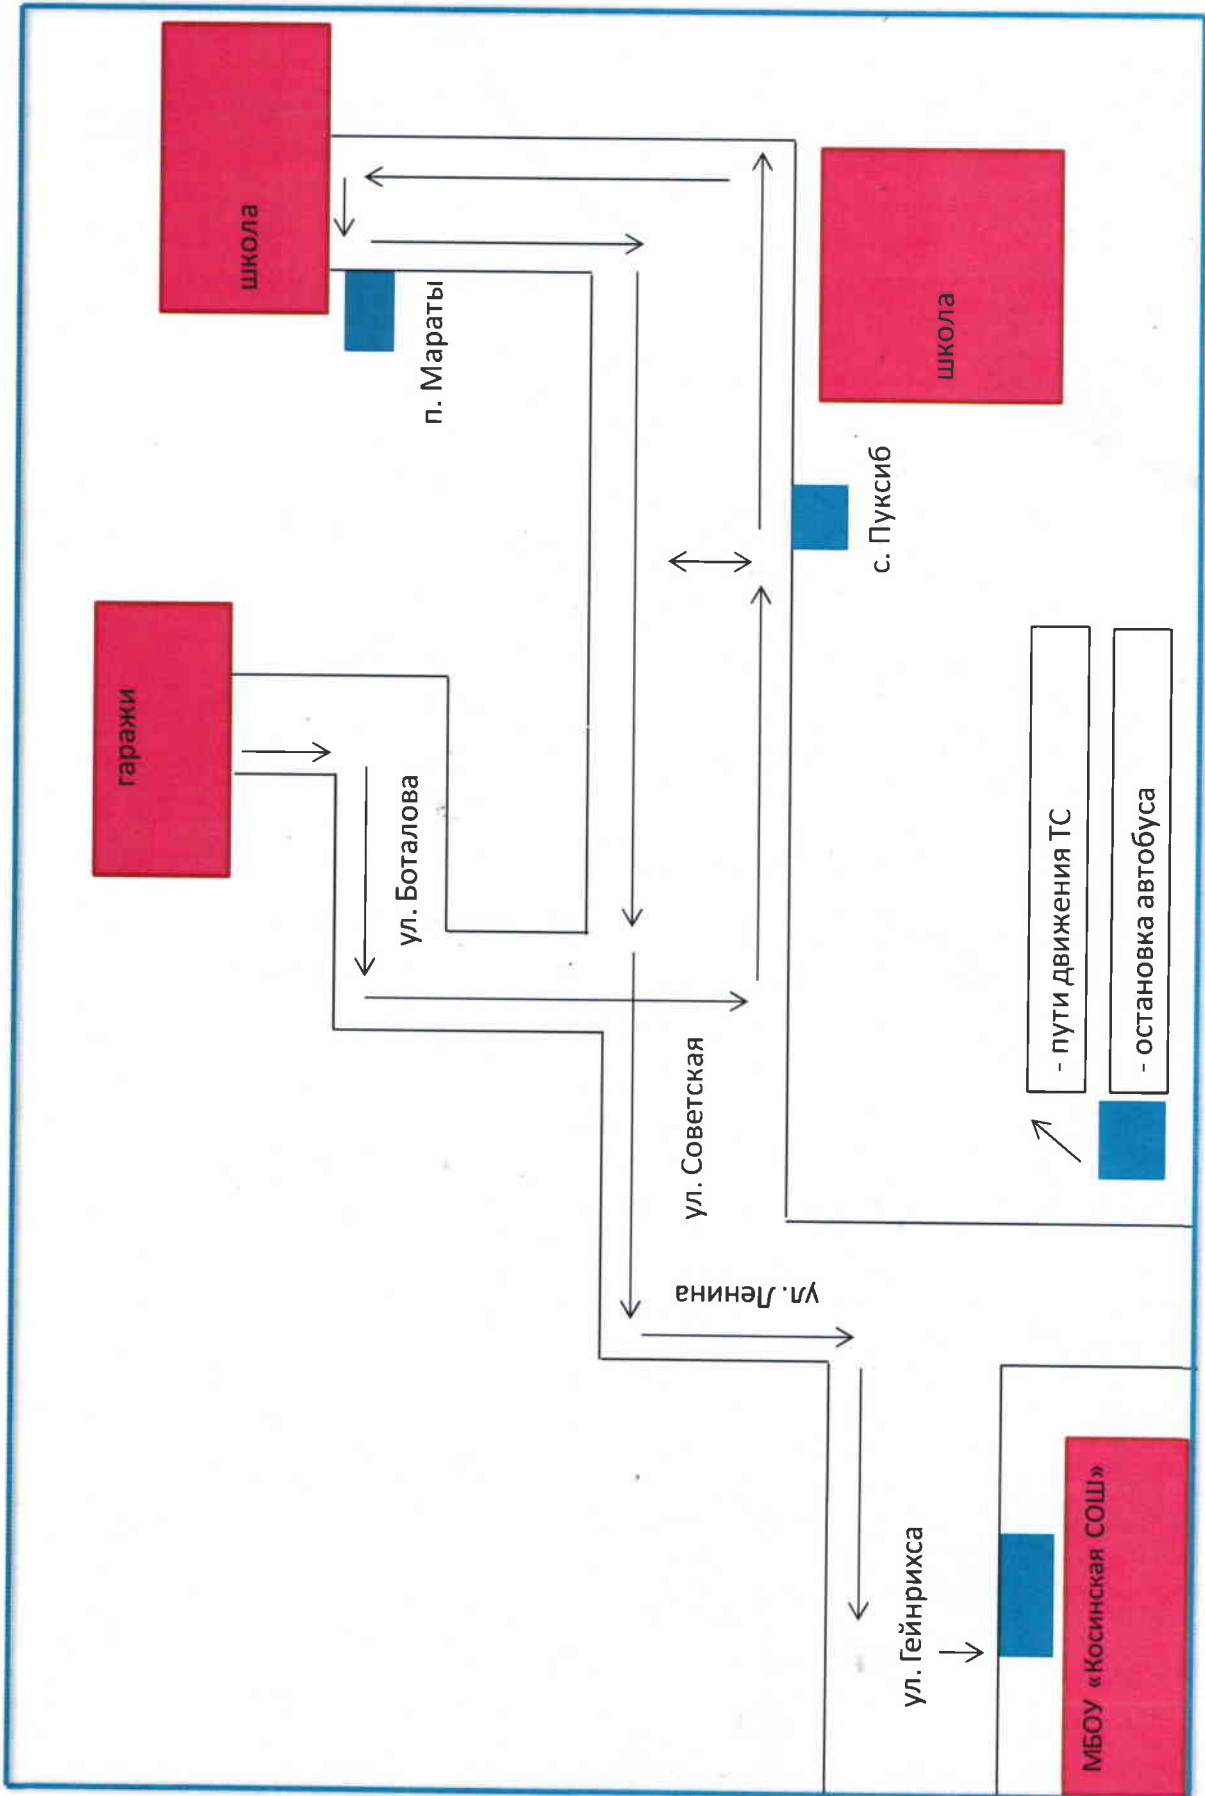 гаражи
школа
ул. Боталова
п. Мараты
ул. Советская
ул. Ленина
с. Пуксиб
школа
ул. Гейнрихса
МБОУ «Косинская СОШ»
- пути движения ТС
- остановка автобуса